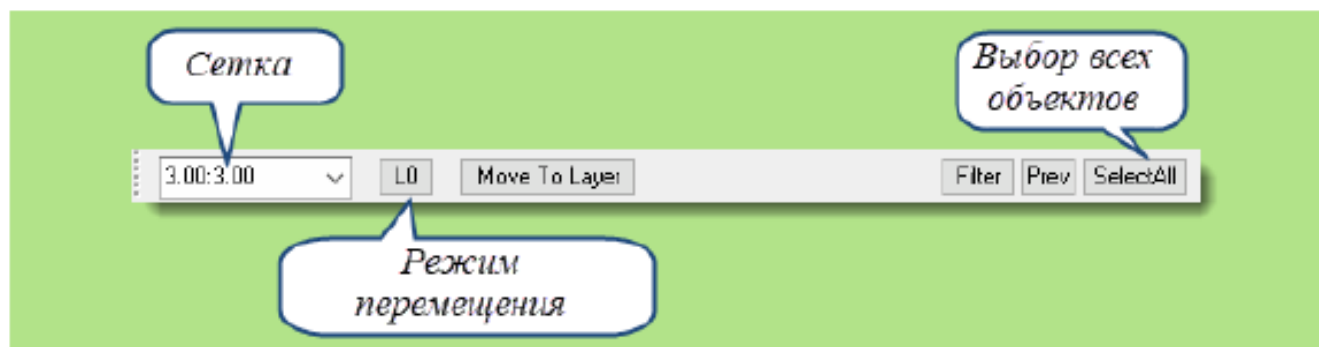 Сетка
Выбор всех
объектов
3.00:3.00 L0 Move To Layer Filter Prev SelectAll
Режим
перемещения